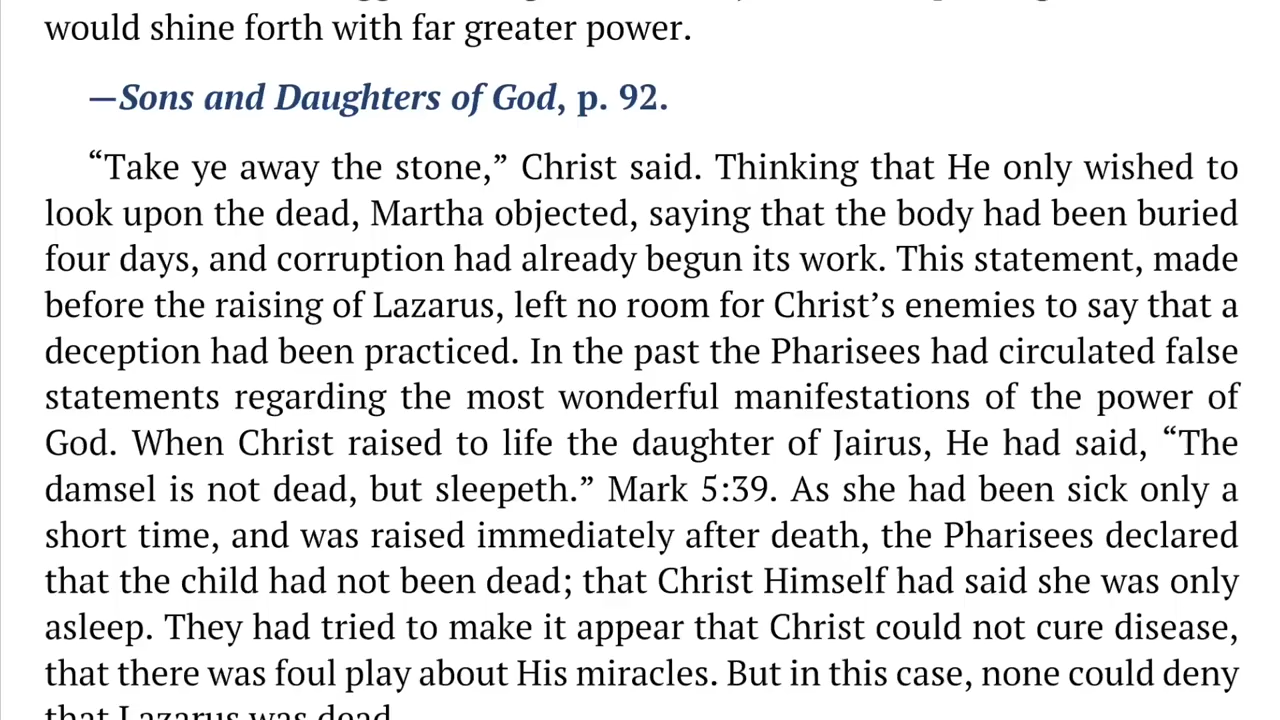 would shine forth with far greater power.
—Sons and Daughters of God, p. 92.
“Take ye away the stone,” Christ said. Thinking that He only wished to
look upon the dead, Martha objected, saying that the body had been buried
four days, and corruption had already begun its work. This statement, made
before the raising of Lazarus, left no room for Christ’s enemies to say that a
deception had been practiced. In the past the Pharisees had circulated false
statements regarding the most wonderful manifestations of the power of
God. When Christ raised to life the daughter of Jairus, He had said, “The
damsel is not dead, but sleepeth.” Mark 5:39. As she had been sick only a
short time, and was raised immediately after death, the Pharisees declared
that the child had not been dead; that Christ Himself had said she was only
asleep. They had tried to make it appear that Christ could not cure disease,
that there was foul play about His miracles. But in this case, none could deny
that Lazarus was dead.